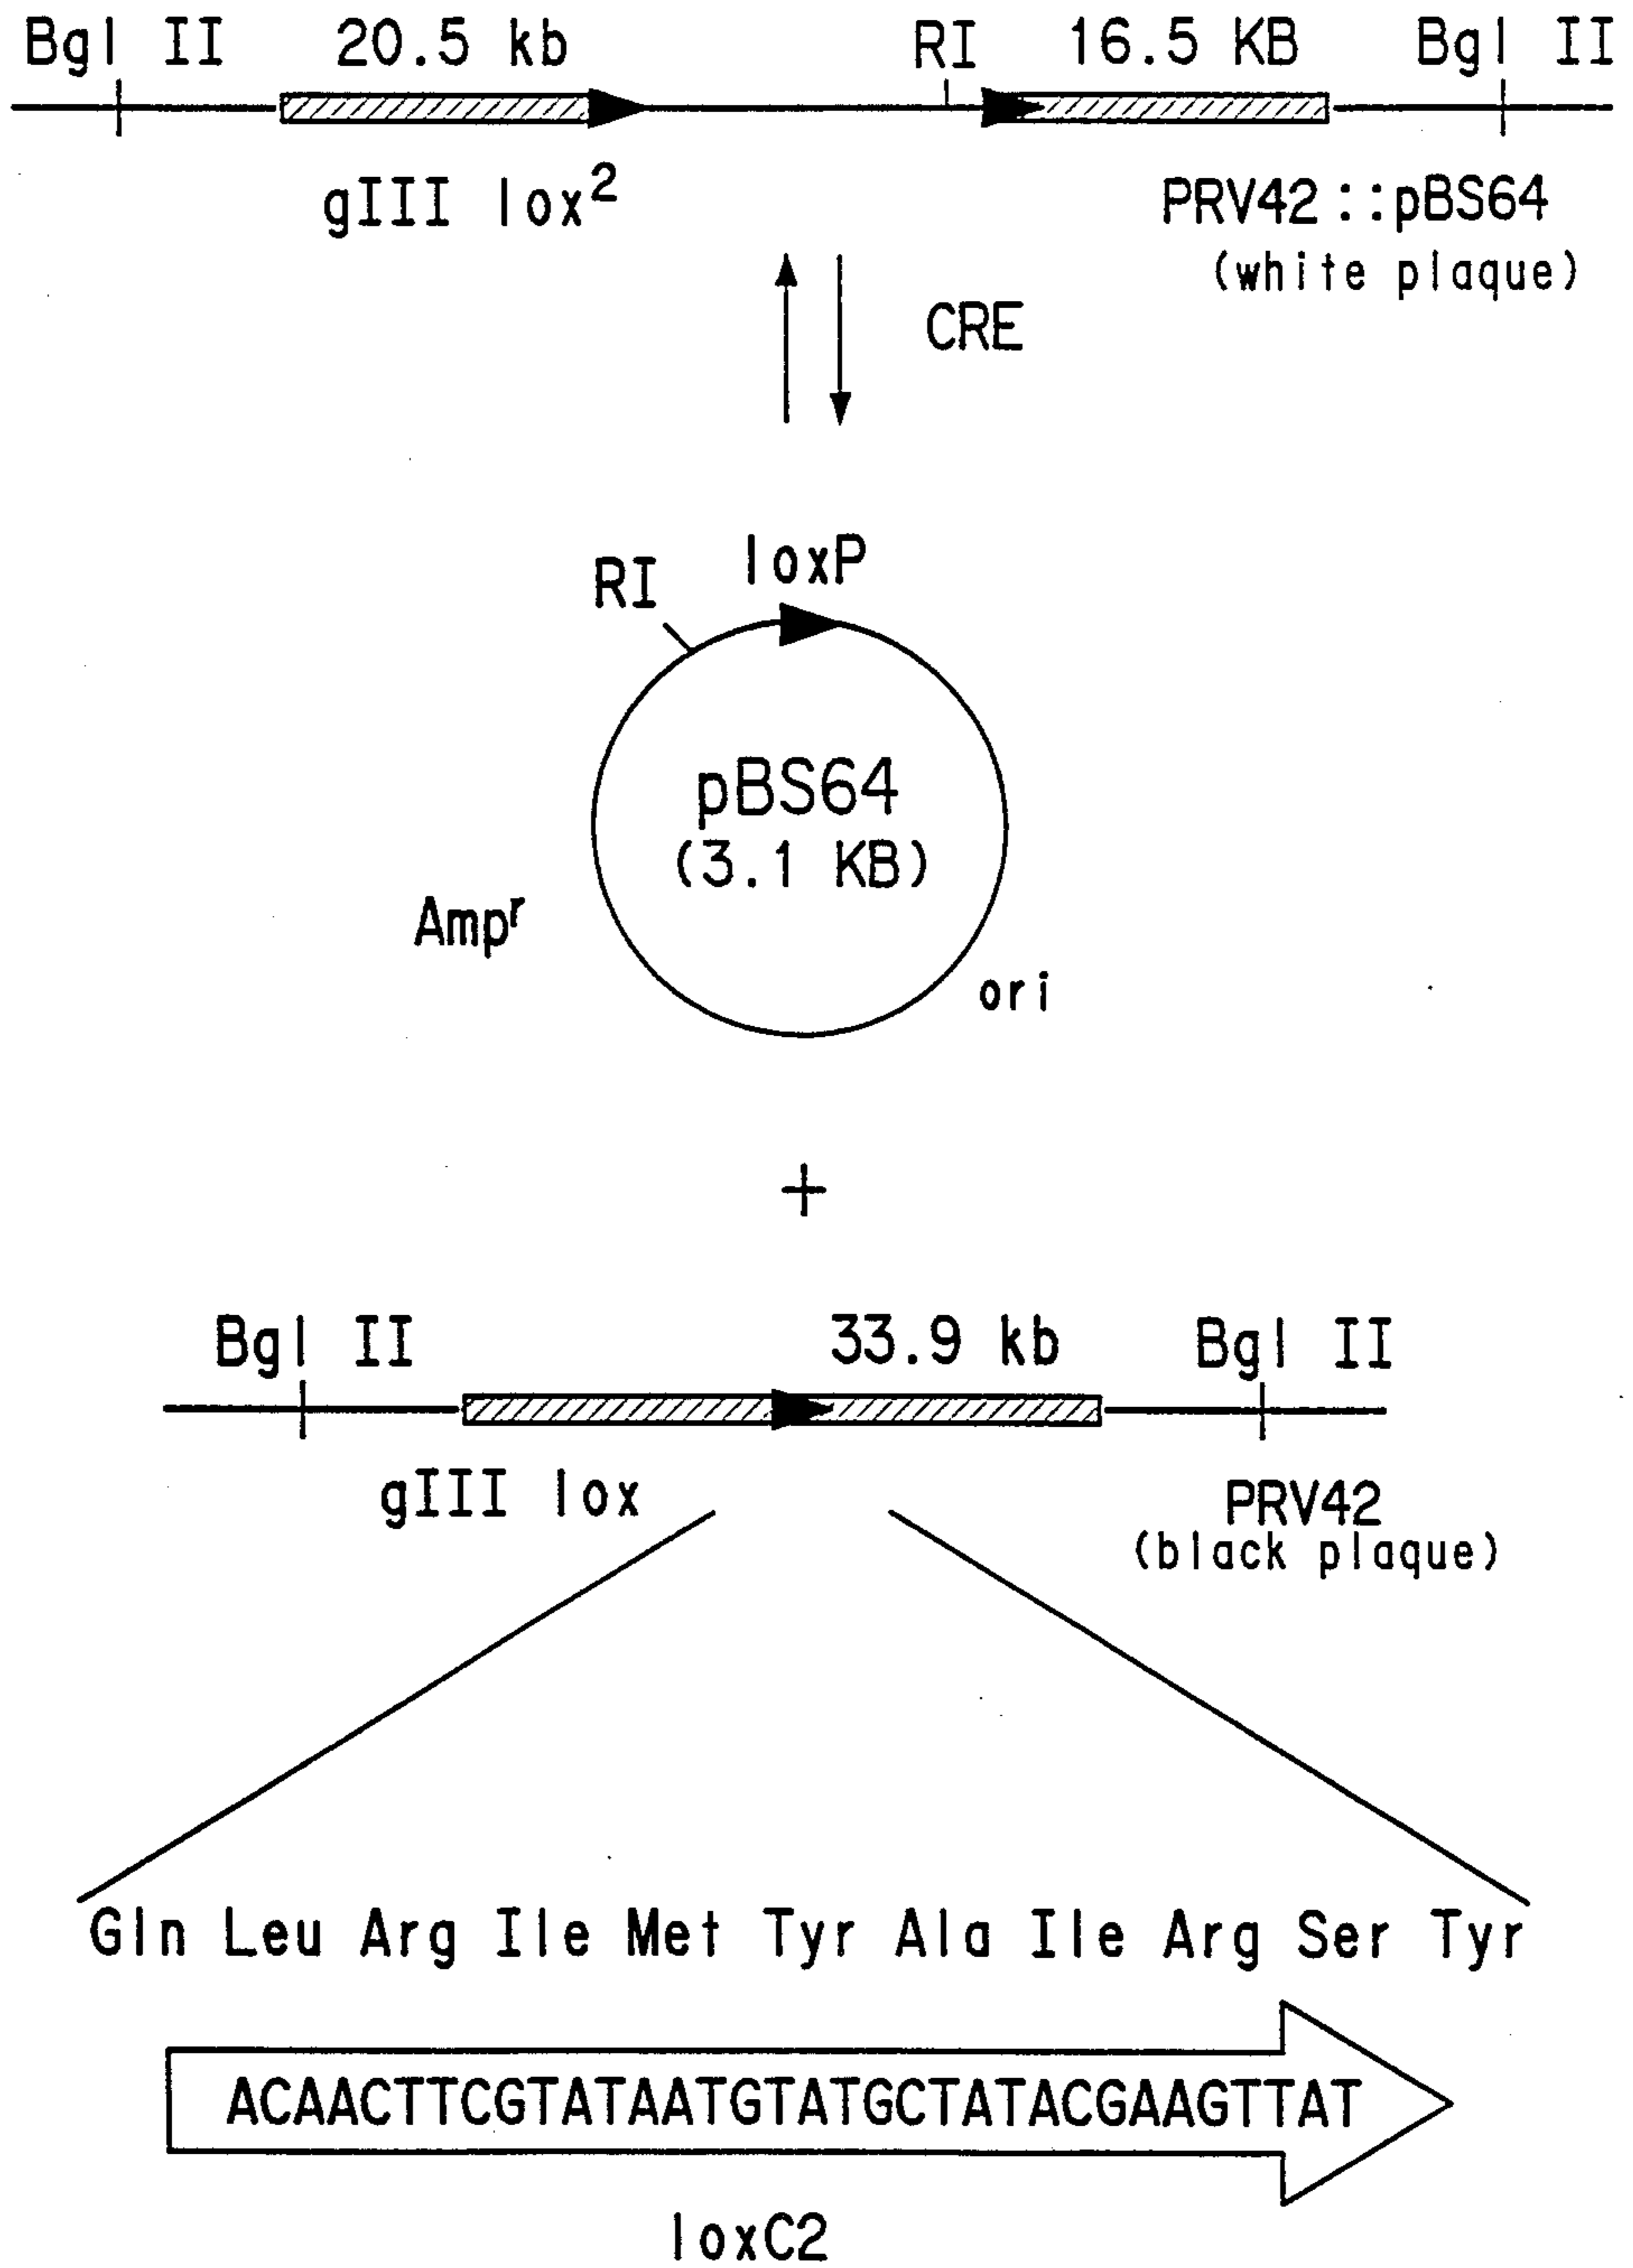 Bgl II 20.5 kb RI 16.5 KB Bgl II
gIII lox² PRV42::pBS64
(white plaque)
CRE
RI loxP
pBS64
(3.1 KB)
Ampʳ
ori
+
Bgl II 33.9 kb Bgl II
gIII lox PRV42
(black plaque)
Gln Leu Arg Ile Met Tyr Ala Ile Arg Ser Tyr
ACAACTTCGTATAATGTATGCTATACGAAGTTAT
loxC2